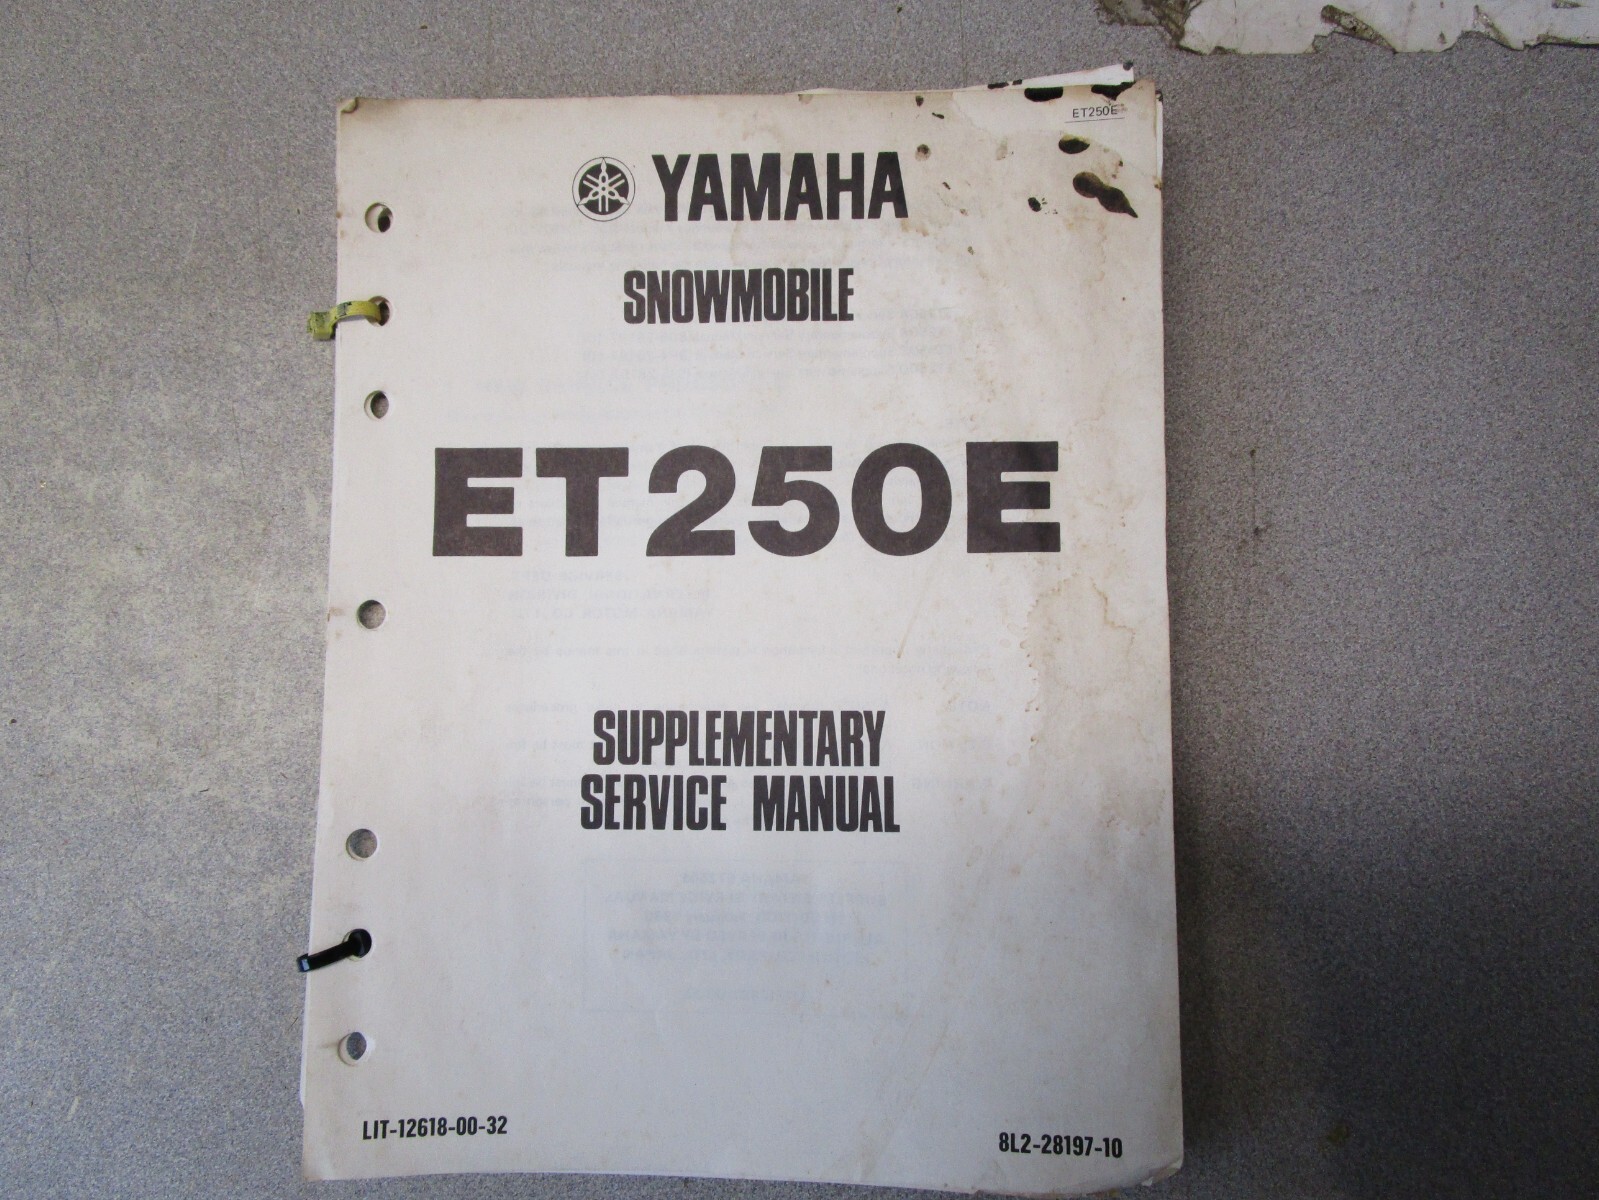 ET250E
YAMAHA
SNOWMOBILE
ET250E
SUPPLEMENTARY
SERVICE MANUAL
LIT-12618-00-32
8L2-28197-10